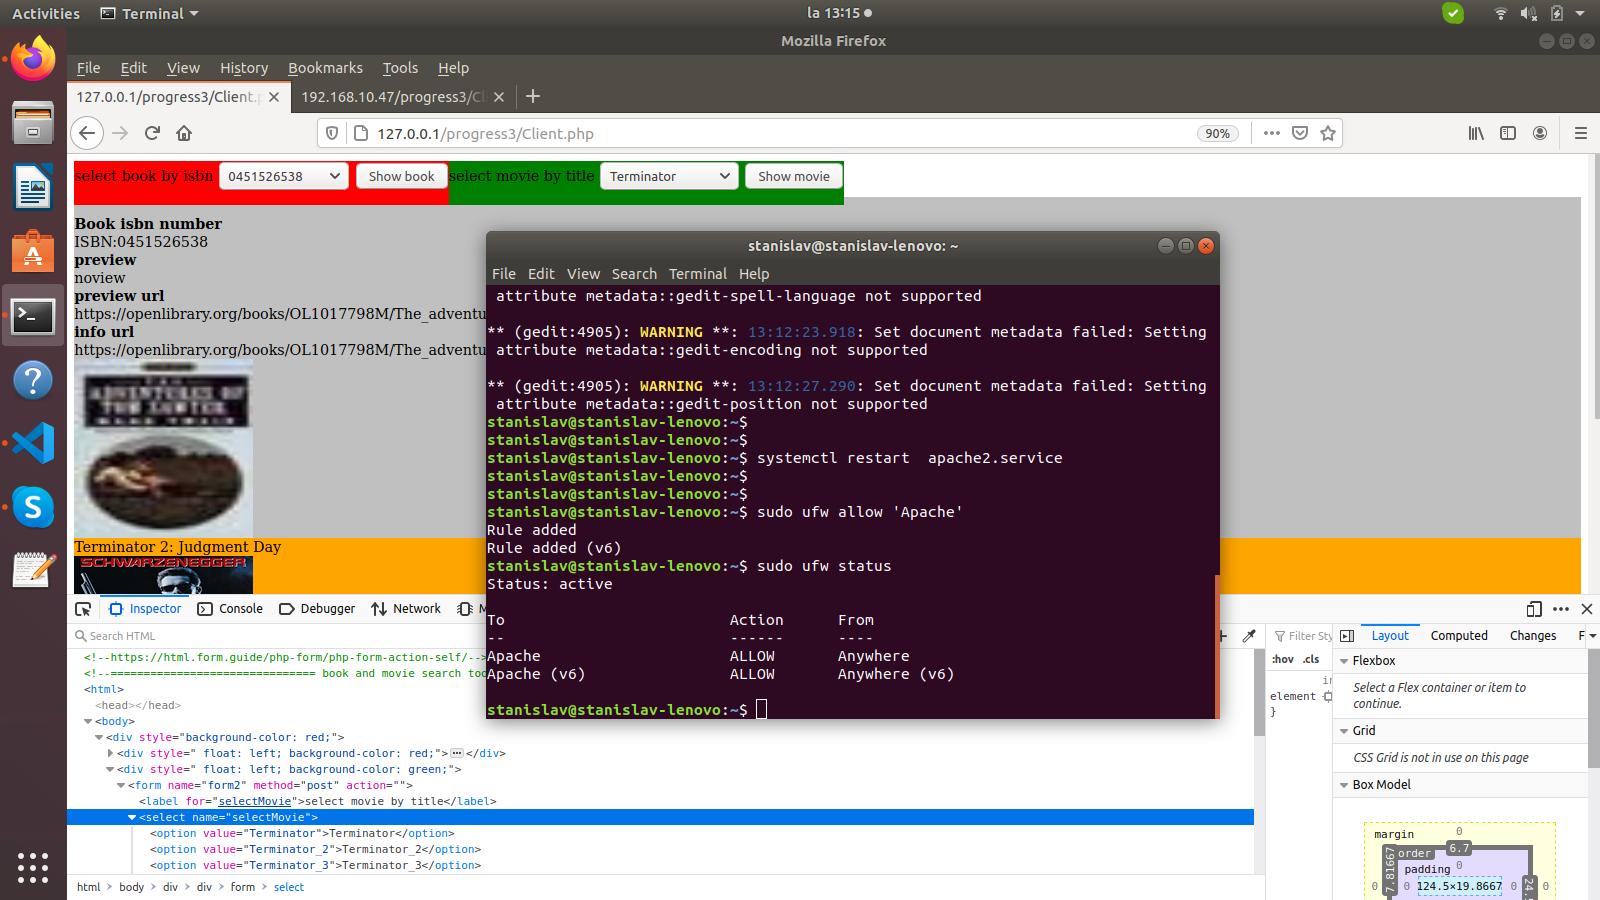 Activities
Terminal
la 13:15
Mozilla Firefox
File Edit View History Bookmarks Tools Help
127.0.0.1/progress3/Client.p
192.168.10.47/progress3/Cl
127.0.0.1/progress3/Client.php
90%
select book by isbn
0451526538
Show book
select movie by title
Terminator
Show movie
Book isbn number
ISBN:0451526538
preview
noview
preview url
https://openlibrary.org/books/OL1017798M/The_adventu
info url
https://openlibrary.org/books/OL1017798M/The_adventu
Terminator 2: Judgment Day
SCHWARZENEGGER
stanislav@stanislav-lenovo: ~
File Edit View Search Terminal Help
attribute metadata::gedit-spell-language not supported
** (gedit:4905): WARNING **: 13:12:23.918: Set document metadata failed: Setting
attribute metadata::gedit-encoding not supported
** (gedit:4905): WARNING **: 13:12:27.290: Set document metadata failed: Setting
attribute metadata::gedit-position not supported
stanislav@stanislav-lenovo:~$
stanislav@stanislav-lenovo:~$
stanislav@stanislav-lenovo:~$ systemctl restart  apache2.service
stanislav@stanislav-lenovo:~$
stanislav@stanislav-lenovo:~$
stanislav@stanislav-lenovo:~$ sudo ufw allow 'Apache'
Rule added
Rule added (v6)
stanislav@stanislav-lenovo:~$ sudo ufw status
Status: active
To Action From
-- ------ ----
Apache ALLOW Anywhere
Apache (v6) ALLOW Anywhere (v6)
stanislav@stanislav-lenovo:~$
Inspector Console Debugger Network M
Search HTML
<!--https://html.form.guide/php-form/php-form-action-self/-->
<!--=============================== book and movie search too
<html>
<head></head>
<body>
<div style="background-color: red;">
<div style=" float: left; background-color: red;">…</div>
<div style=" float: left; background-color: green;">
<form name="form2" method="post" action="">
<label for="selectMovie">select movie by title</label>
<select name="selectMovie">
<option value="Terminator">Terminator</option>
<option value="Terminator_2">Terminator_2</option>
<option value="Terminator_3">Terminator_3</option>
html > body > div > div > form > select
Filter Sty
:hov .cls
element
}
Layout Computed Changes F
Flexbox
Select a Flex container or item to
continue.
Grid
CSS Grid is not in use on this page
Box Model
margin 0
order 6.7
padding 0
0 7.81667 0 124.5×19.8667 0 24. 0